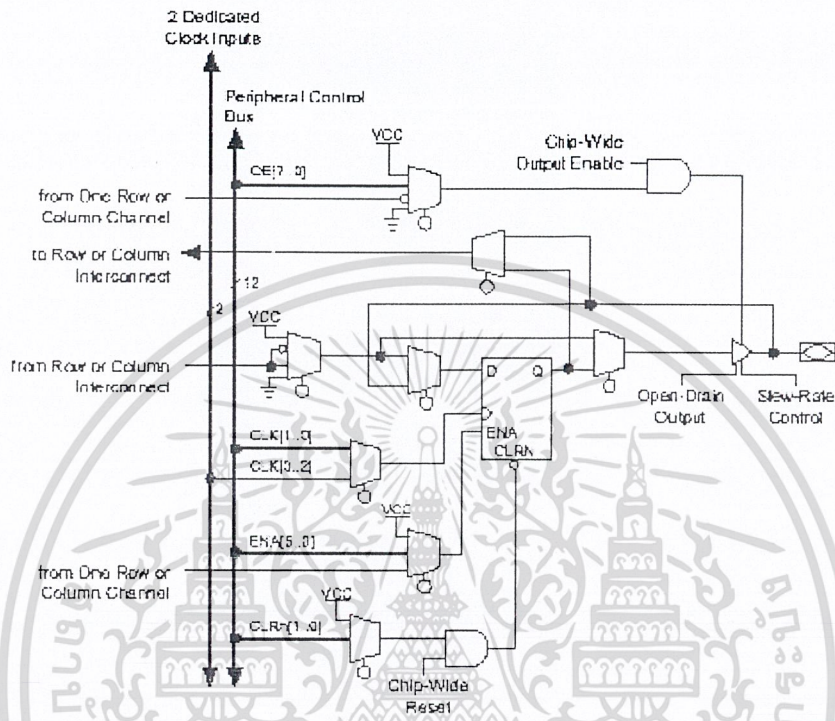 2 Dedicated
Clock Inputs
Peripheral Control
Bus
VCC
Chip-Wide
Output Enable
OE[7..0]
from One Row or
Column Channel
to Row or Column
Interconnect
12
2
VCC
from Row or Column
Interconnect
D Q
ENA
CLRN
Open-Drain
Output
Slew-Rate
Control
CLK[1..0]
CLK[3..2]
VCC
ENA[5..0]
from One Row or
Column Channel
VCC
CLRn[1..0]
Chip-Wide
Reset